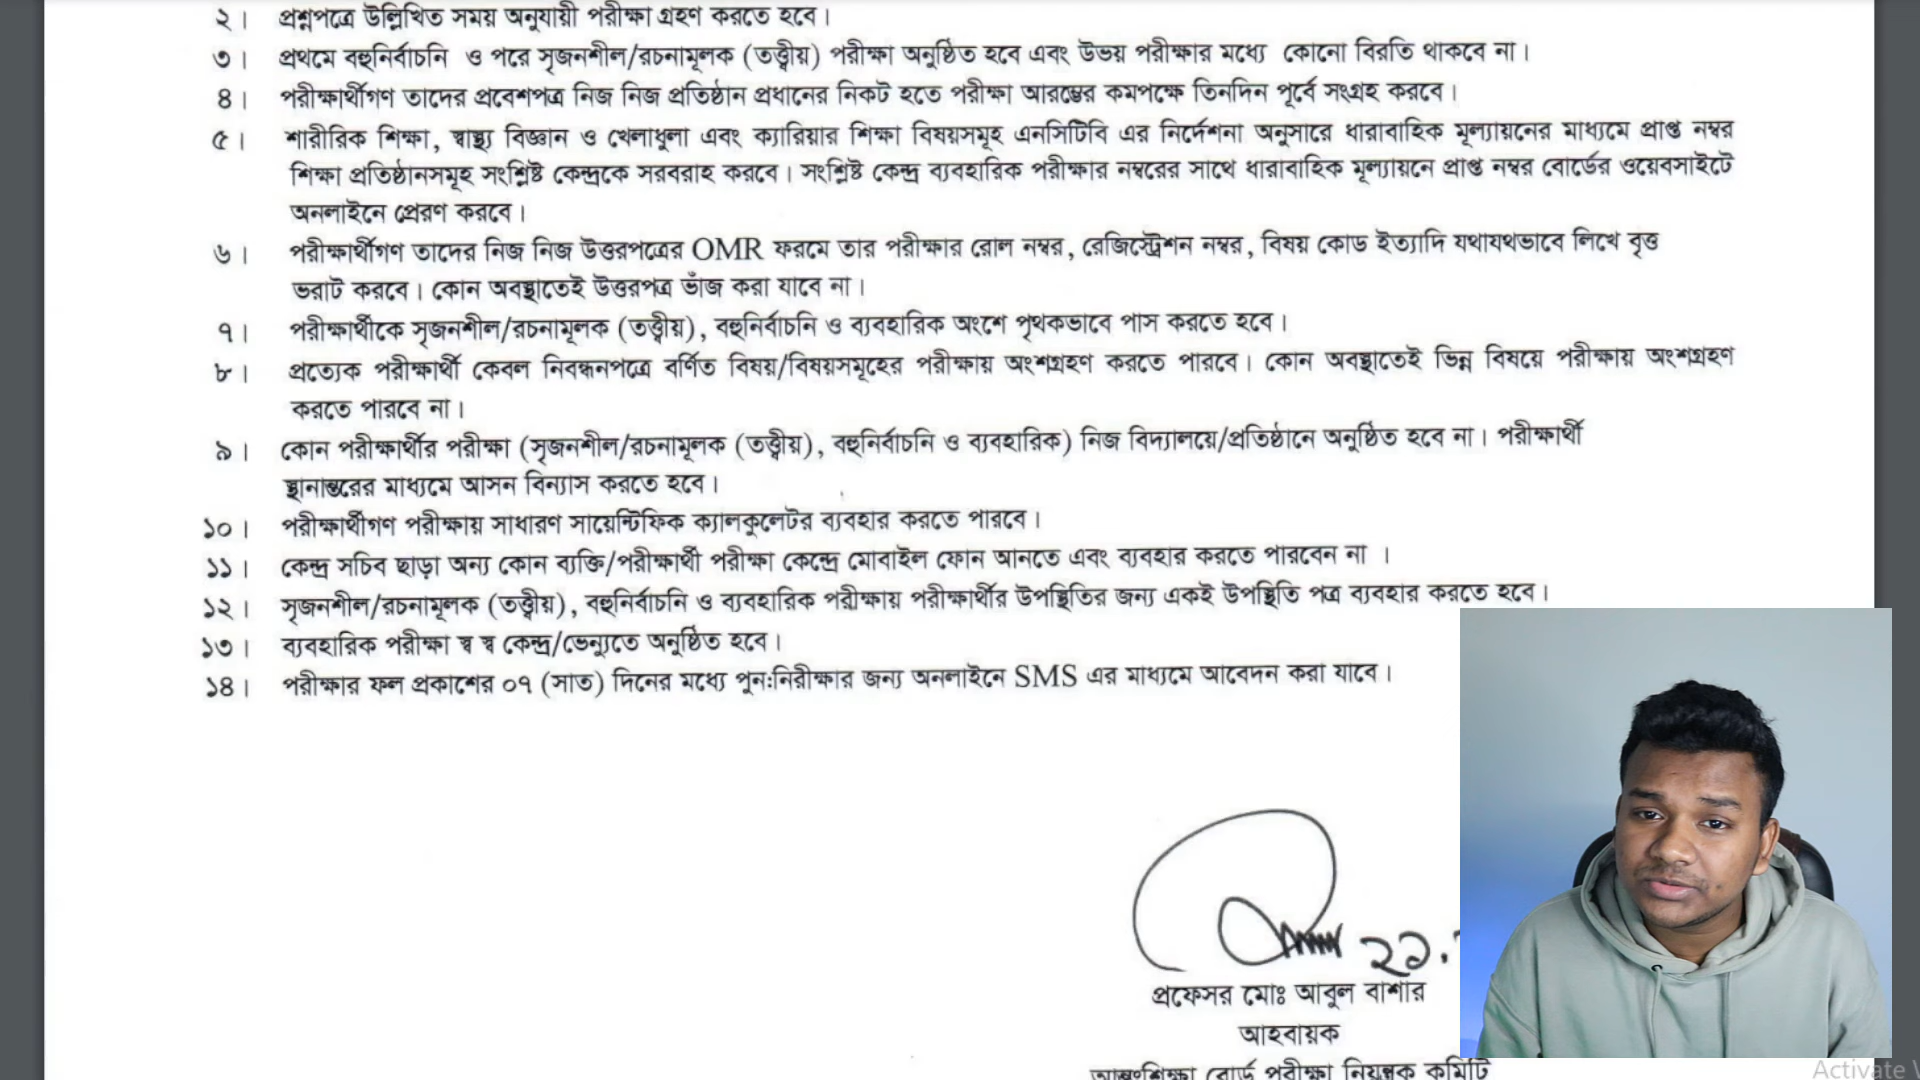 ২। প্রশ্নপত্রে উল্লিখিত সময় অনুযায়ী পরীক্ষা গ্রহণ করতে হবে।
৩। প্রথমে বহুনির্বাচনি ও পরে সৃজনশীল/রচনামূলক (তত্ত্বীয়) পরীক্ষা অনুষ্ঠিত হবে এবং উভয় পরীক্ষার মধ্যে কোনো বিরতি থাকবে না।
৪। পরীক্ষার্থীগণ তাদের প্রবেশপত্র নিজ নিজ প্রতিষ্ঠান প্রধানের নিকট হতে পরীক্ষা আরম্ভের কমপক্ষে তিনদিন পূর্বে সংগ্রহ করবে।
৫। শারীরিক শিক্ষা, স্বাস্থ্য বিজ্ঞান ও খেলাধুলা এবং ক্যারিয়ার শিক্ষা বিষয়সমূহ এনসিটিবি এর নির্দেশনা অনুসারে ধারাবাহিক মূল্যায়নের মাধ্যমে প্রাপ্ত নম্বর
শিক্ষা প্রতিষ্ঠানসমূহ সংশ্লিষ্ট কেন্দ্রকে সরবরাহ করবে। সংশ্লিষ্ট কেন্দ্র ব্যবহারিক পরীক্ষার নম্বরের সাথে ধারাবাহিক মূল্যায়নে প্রাপ্ত নম্বর বোর্ডের ওয়েবসাইটে
অনলাইনে প্রেরণ করবে।
৬। পরীক্ষার্থীগণ তাদের নিজ নিজ উত্তরপত্রের OMR ফরমে তার পরীক্ষার রোল নম্বর, রেজিস্ট্রেশন নম্বর, বিষয় কোড ইত্যাদি যথাযথভাবে লিখে বৃত্ত
ভরাট করবে। কোন অবস্থাতেই উত্তরপত্র ভাঁজ করা যাবে না।
৭। পরীক্ষার্থীকে সৃজনশীল/রচনামূলক (তত্ত্বীয়), বহুনির্বাচনি ও ব্যবহারিক অংশে পৃথকভাবে পাস করতে হবে।
৮। প্রত্যেক পরীক্ষার্থী কেবল নিবন্ধনপত্রে বর্ণিত বিষয়/বিষয়সমূহের পরীক্ষায় অংশগ্রহণ করতে পারবে। কোন অবস্থাতেই ভিন্ন বিষয়ে পরীক্ষায় অংশগ্রহণ
করতে পারবে না।
৯। কোন পরীক্ষার্থীর পরীক্ষা (সৃজনশীল/রচনামূলক (তত্ত্বীয়), বহুনির্বাচনি ও ব্যবহারিক) নিজ বিদ্যালয়ে/প্রতিষ্ঠানে অনুষ্ঠিত হবে না। পরীক্ষার্থী
স্থানান্তরের মাধ্যমে আসন বিন্যাস করতে হবে।
১০। পরীক্ষার্থীগণ পরীক্ষায় সাধারণ সায়েন্টিফিক ক্যালকুলেটর ব্যবহার করতে পারবে।
১১। কেন্দ্র সচিব ছাড়া অন্য কোন ব্যক্তি/পরীক্ষার্থী পরীক্ষা কেন্দ্রে মোবাইল ফোন আনতে এবং ব্যবহার করতে পারবেন না ।
১২। সৃজনশীল/রচনামূলক (তত্ত্বীয়), বহুনির্বাচনি ও ব্যবহারিক পরীক্ষায় পরীক্ষার্থীর উপস্থিতির জন্য একই উপস্থিতি পত্র ব্যবহার করতে হবে।
১৩। ব্যবহারিক পরীক্ষা স্ব স্ব কেন্দ্র/ভেন্যুতে অনুষ্ঠিত হবে।
১৪। পরীক্ষার ফল প্রকাশের ০৭ (সাত) দিনের মধ্যে পুন:নিরীক্ষার জন্য অনলাইনে SMS এর মাধ্যমে আবেদন করা যাবে।
প্রফেসর মোঃ আবুল বাশার
আহবায়ক
আন্তঃশিক্ষা বোর্ড পরীক্ষা নিয়ন্ত্রক কমিটি
Activate